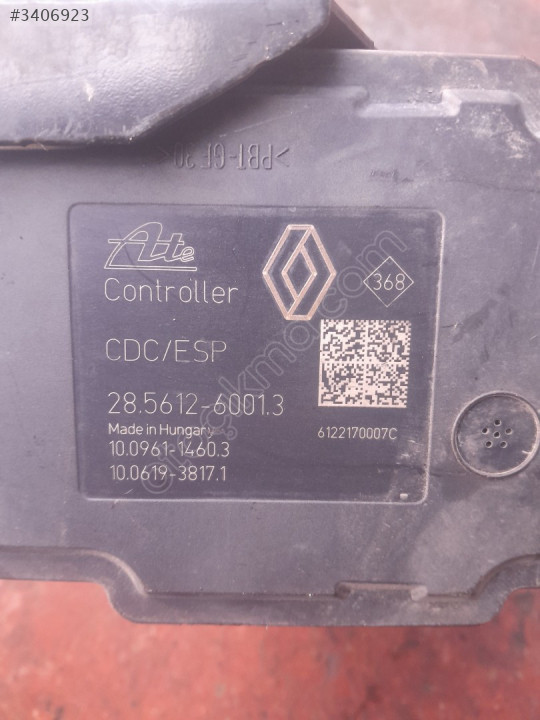 #3406923
>PBT-GF30<
Ate
Controller
368
CDC/ESP
28.5612-6001.3
Made in Hungary
6122170007C
10.0961-1460.3
10.0619-3817.1